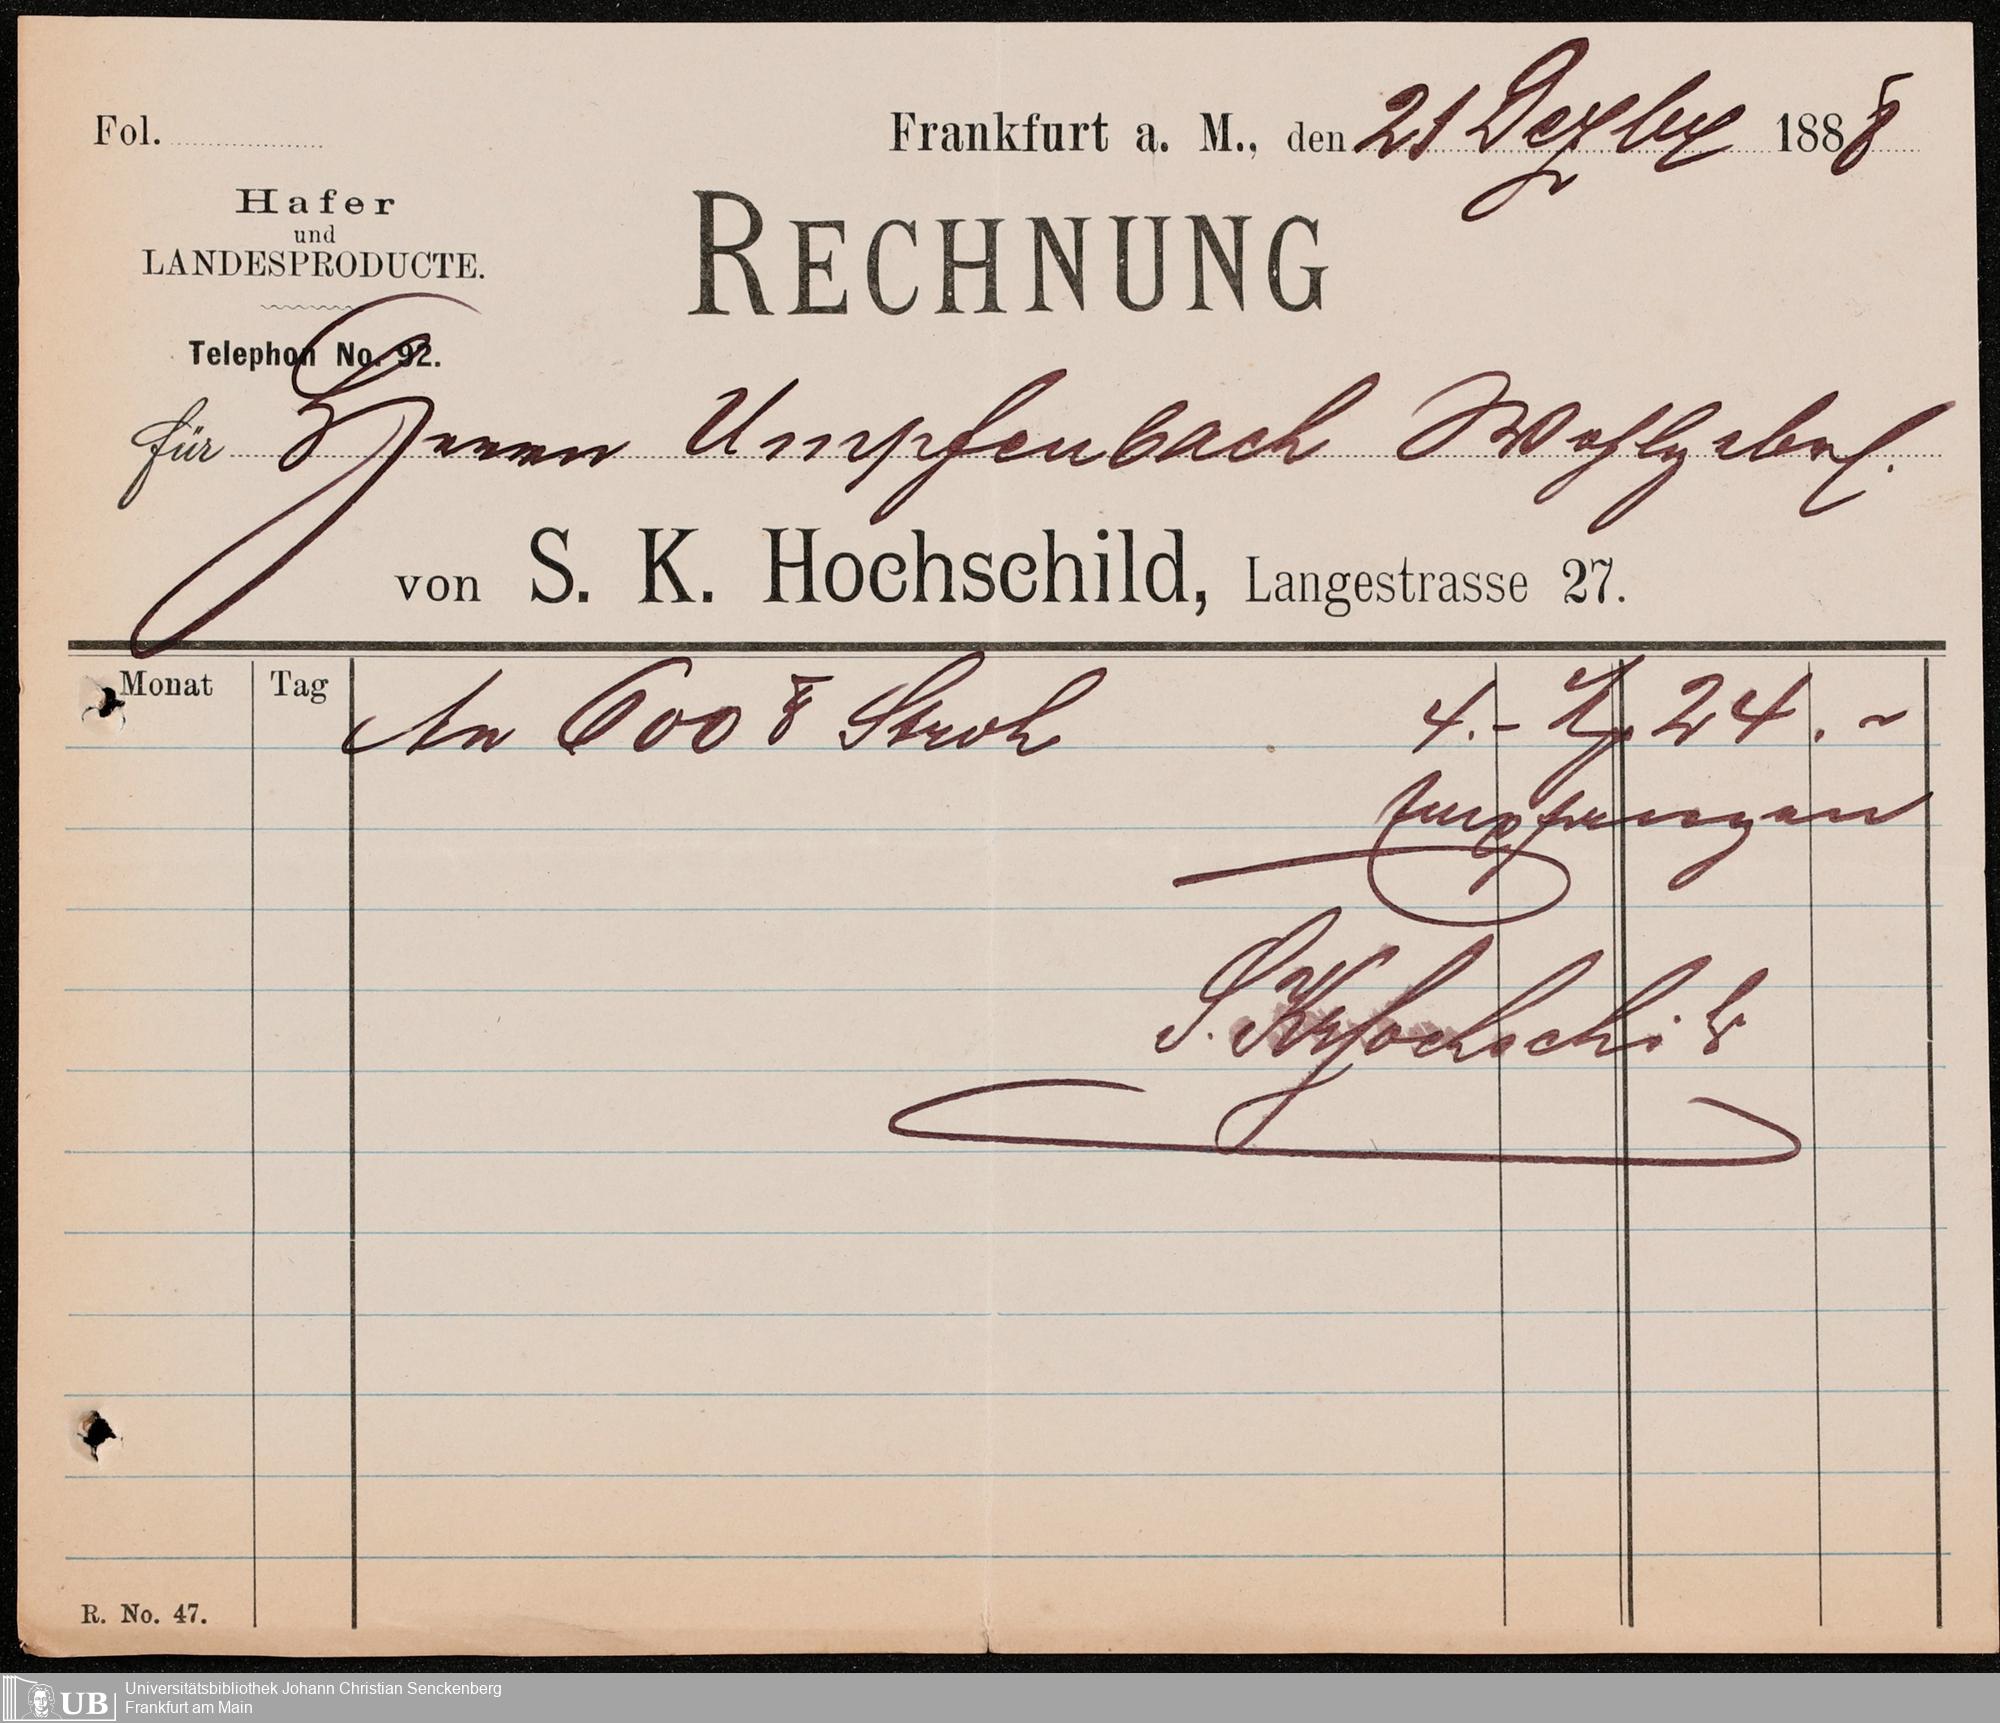 Fol.
Frankfurt a. M., den 21 Dezbr 1888
Hafer
und
LANDESPRODUCTE.
RECHNUNG
Telephon No. 92.
für Herrn Umpfenbach Wohlgeb.
von S. K. Hochschild, Langestrasse 27.
Monat Tag
An 600 ℔ Stroh 4.- M. 24.-
empfangen
S. K. Hochschild
R. No. 47.
UB
Universitätsbibliothek Johann Christian Senckenberg
Frankfurt am Main